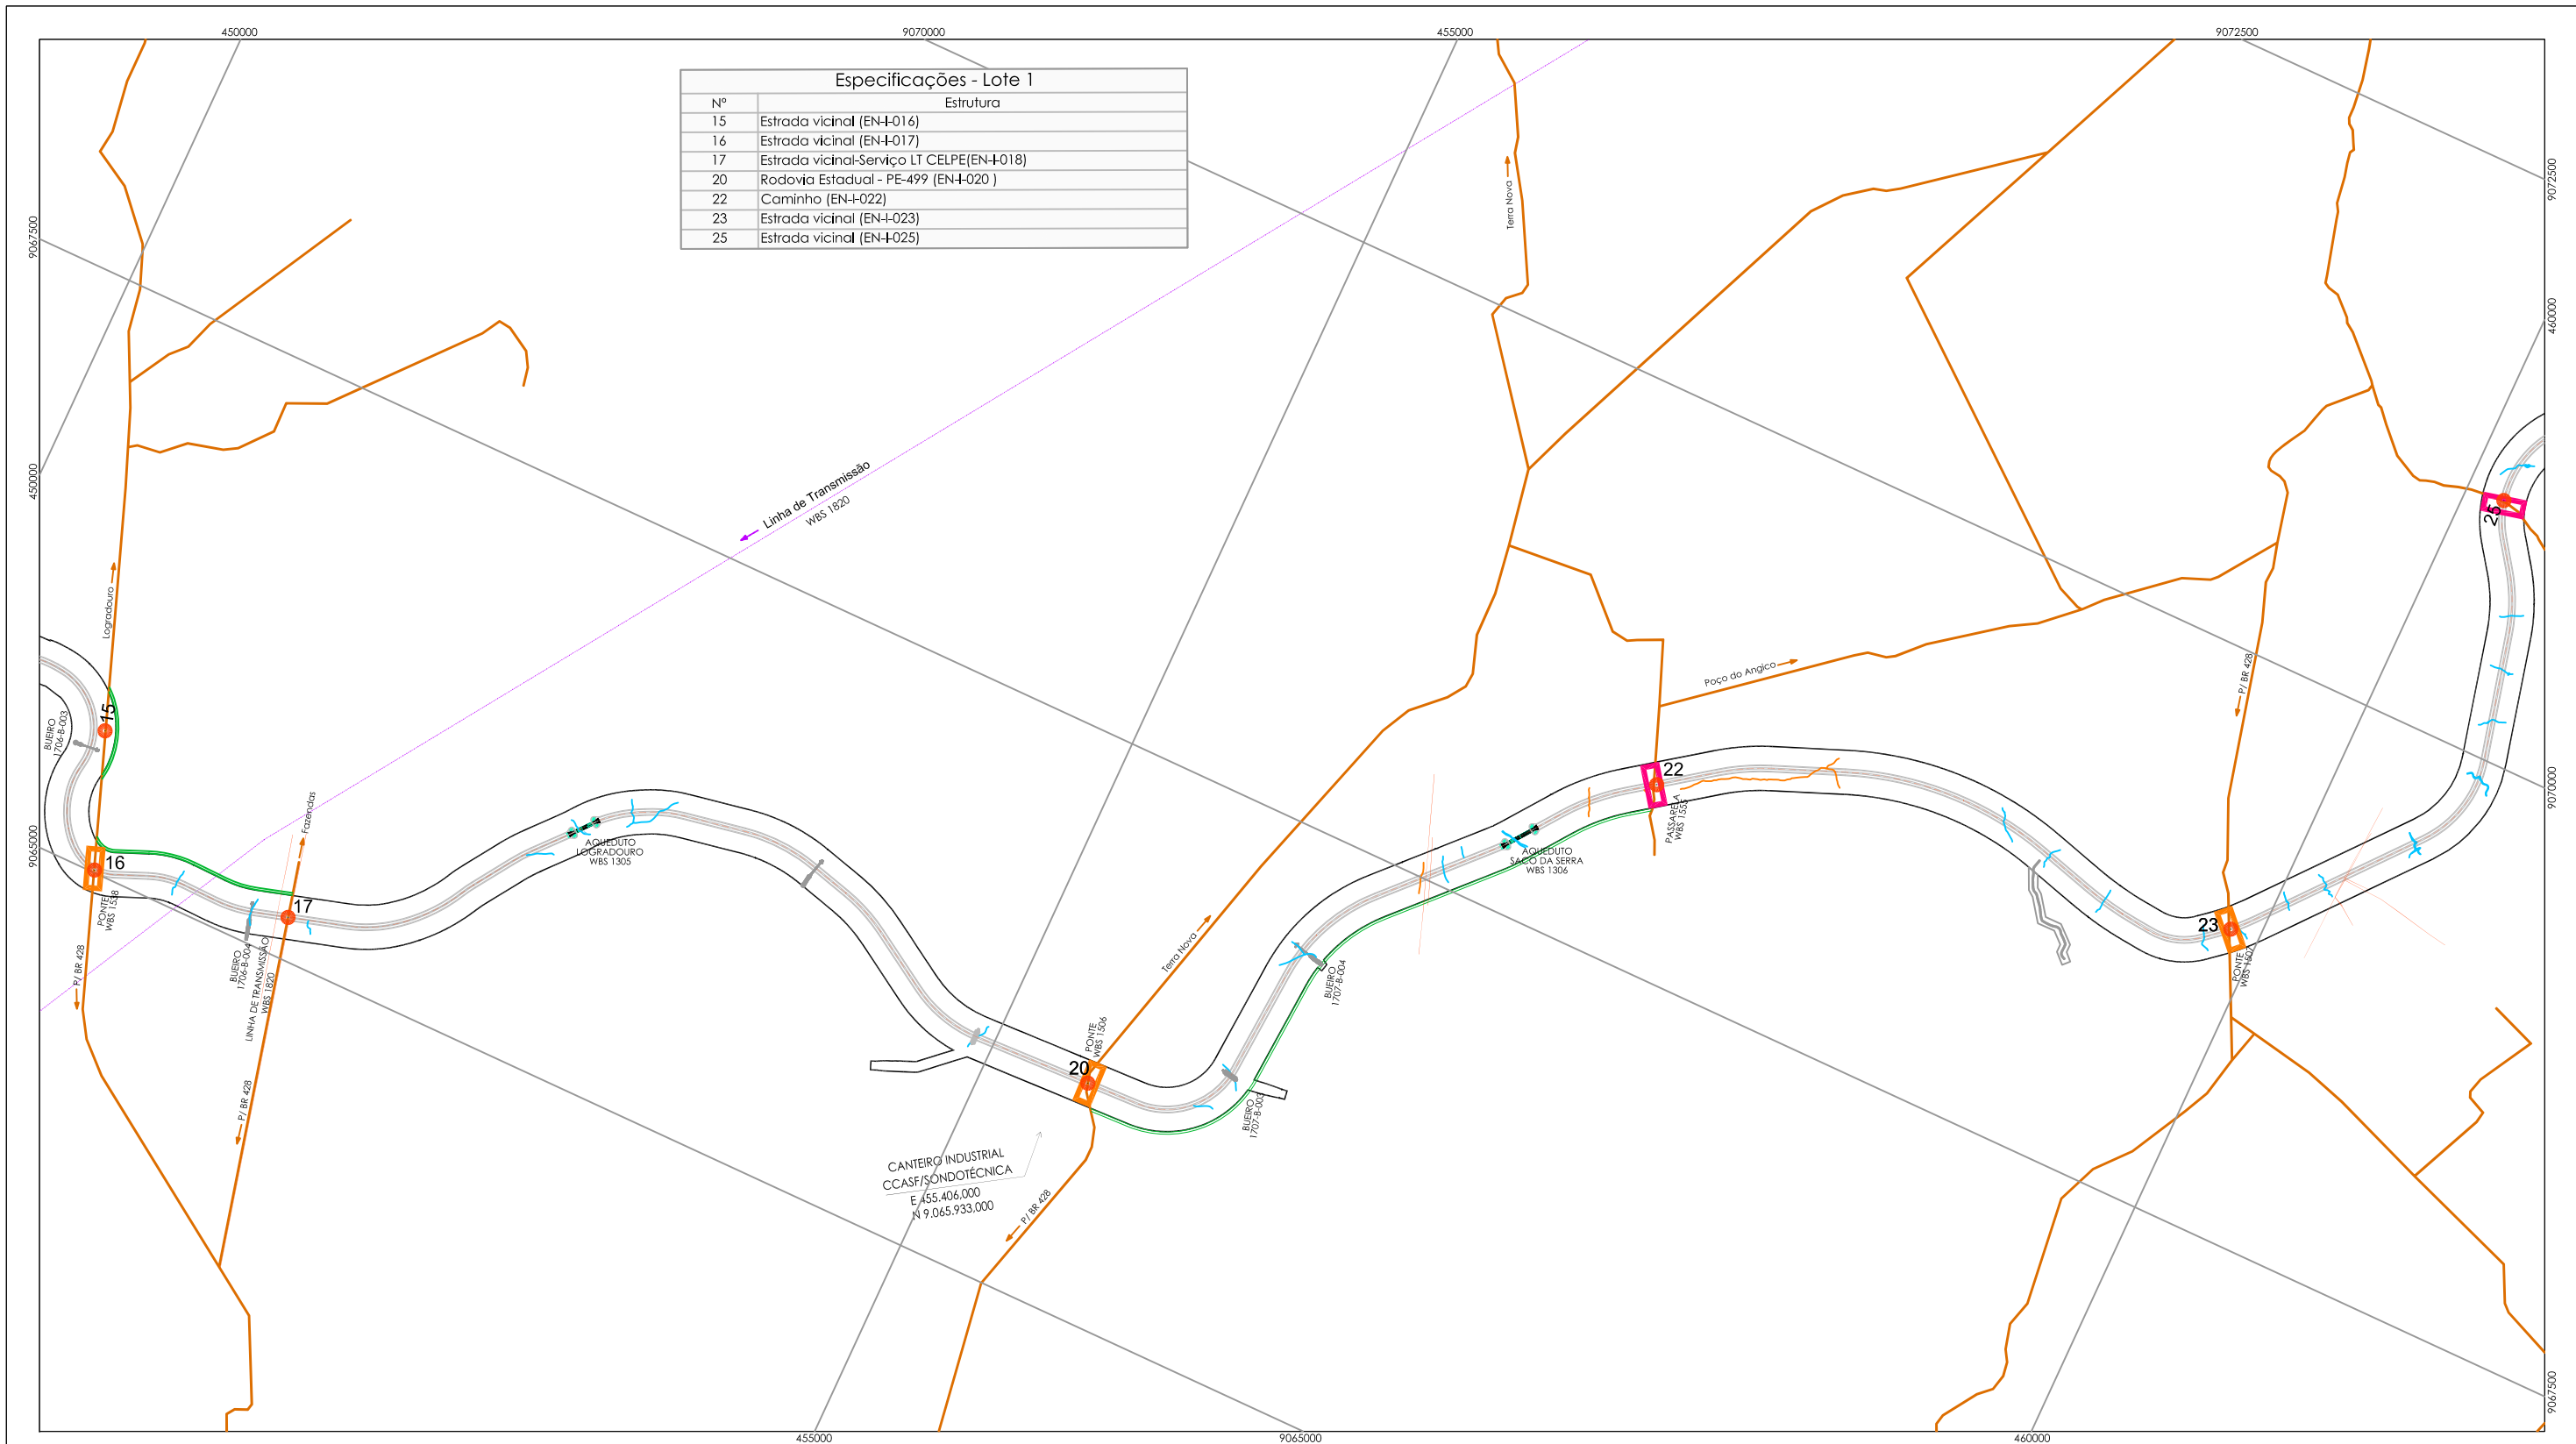 450000
9070000
455000
9072500
Especificações - Lote 1
Nº Estrutura
15 Estrada vicinal (EN-I-016)
16 Estrada vicinal (EN-I-017)
17 Estrada vicinal-Serviço LT CELPE(EN-I-018)
20 Rodovia Estadual - PE-499 (EN-I-020 )
22 Caminho (EN-I-022)
23 Estrada vicinal (EN-I-023)
25 Estrada vicinal (EN-I-025)
9067500
450000
9065000
9072500
460000
9070000
9067500
Terra Nova
Linha de Transmissão
WBS 1820
Logradouro
15
BUEIRO
1706-B-003
16
PONTE
WBS 1538
P/ BR 428
Fazendas
17
BUEIRO
1706-B-004
LINHA DE TRANSMISSÃO
WBS 1820
P/ BR 428
AQUEDUTO
LOGRADOURO
WBS 1305
Terra Nova
PONTE
WBS 1506
20
CANTEIRO INDUSTRIAL
CCASF/SONDOTÉCNICA
E 455.406,000
N 9.065.933,000
P/ BR 428
BUEIRO
1707-B-003
BUEIRO
1707-B-004
AQUEDUTO
SACO DA SERRA
WBS 1306
22
PASSARELA
WBS 1555
Poço do Angico
P/ BR 428
23
PONTE
WBS 1507
25
455000
9065000
460000